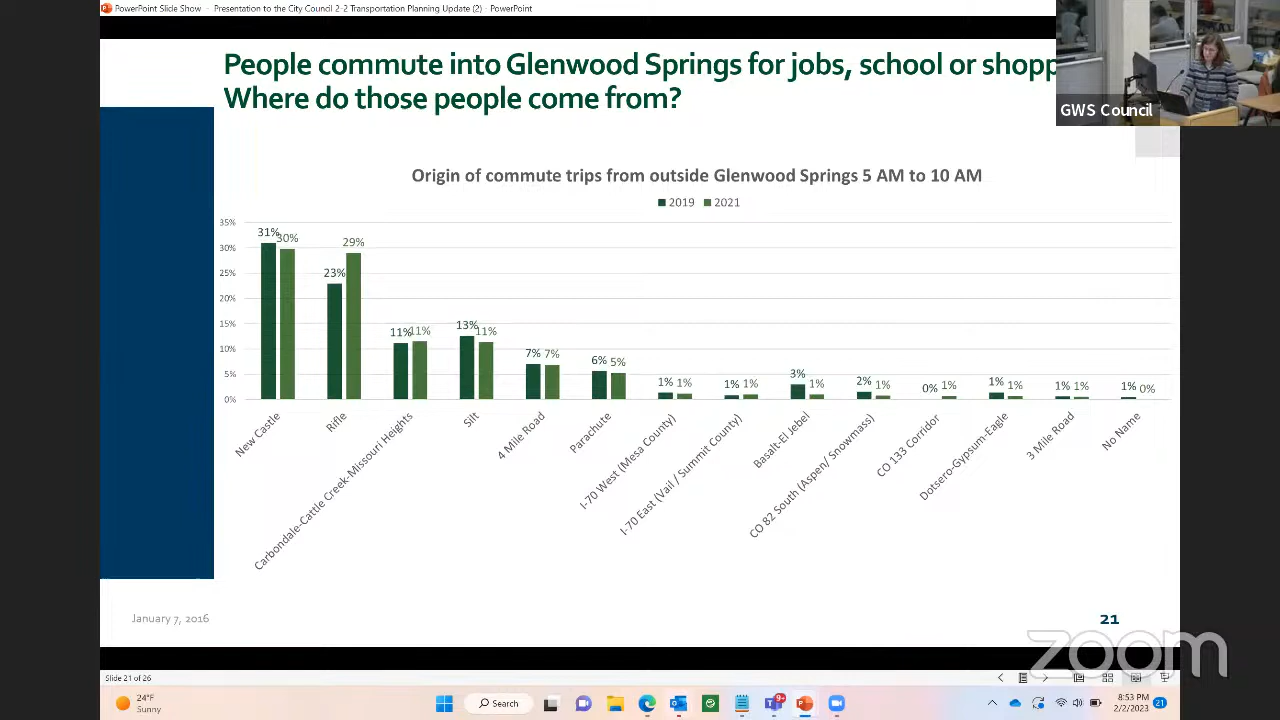 PowerPoint Slide Show - Presentation to the City Council 2-2 Transportation Planning Update (2) - PowerPoint
GWS Council
People commute into Glenwood Springs for jobs, school or shopp
Where do those people come from?
Origin of commute trips from outside Glenwood Springs 5 AM to 10 AM
2019 2021
35%
30%
25%
20%
15%
10%
5%
0%
31% 30%
23% 29%
11% 11%
13% 11%
7% 7%
6% 5%
1% 1%
1% 1%
3% 1%
2% 1%
0% 1%
1% 1%
1% 1%
1% 0%
New Castle
Rifle
Carbondale-Cattle Creek-Missouri Heights
Silt
4 Mile Road
Parachute
I-70 West (Mesa County)
I-70 East (Vail / Summit County)
Basalt-El Jebel
CO 82 South (Aspen/ Snowmass)
CO 133 Corridor
Dotsero-Gypsum-Eagle
3 Mile Road
No Name
January 7, 2016
21
zoom
Slide 21 of 26
24°F
Sunny
Search
9+
8:53 PM
2/2/2023
21